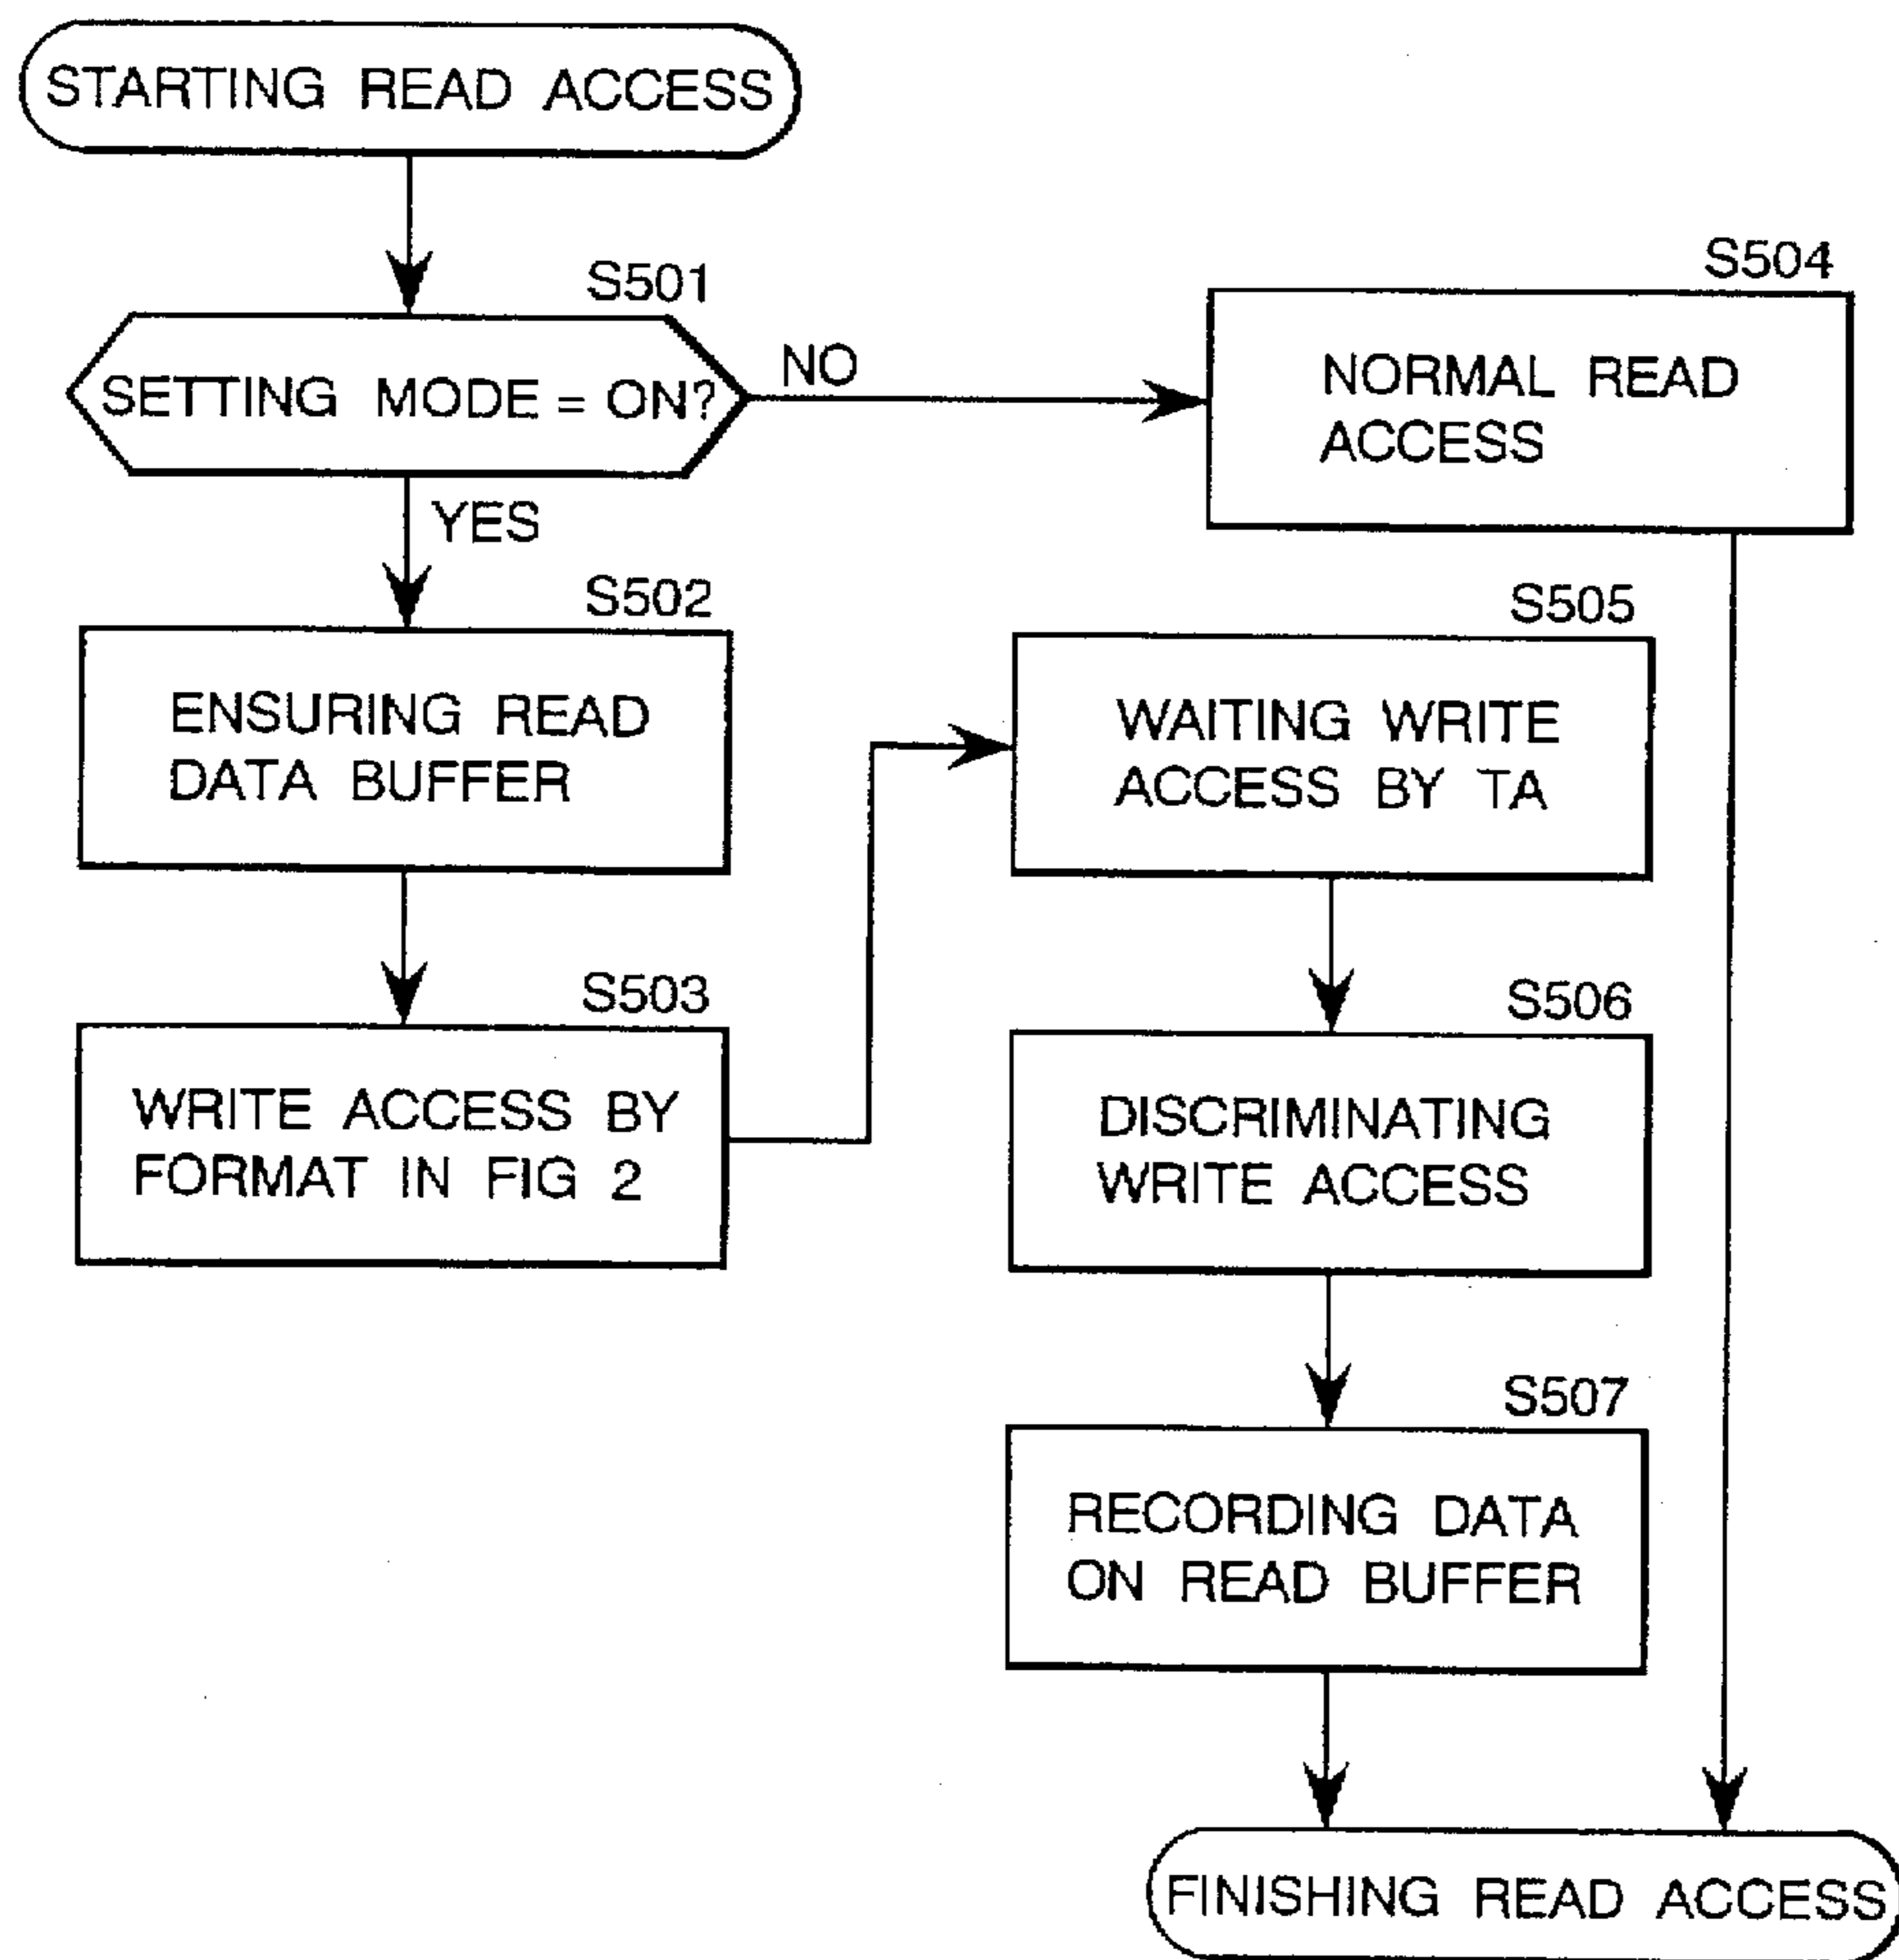 STARTING READ ACCESS
S501
SETTING MODE = ON?
NO
YES
S504
NORMAL READ
ACCESS
S502
ENSURING READ
DATA BUFFER
S503
WRITE ACCESS BY
FORMAT IN FIG 2
S505
WAITING WRITE
ACCESS BY TA
S506
DISCRIMINATING
WRITE ACCESS
S507
RECORDING DATA
ON READ BUFFER
FINISHING READ ACCESS